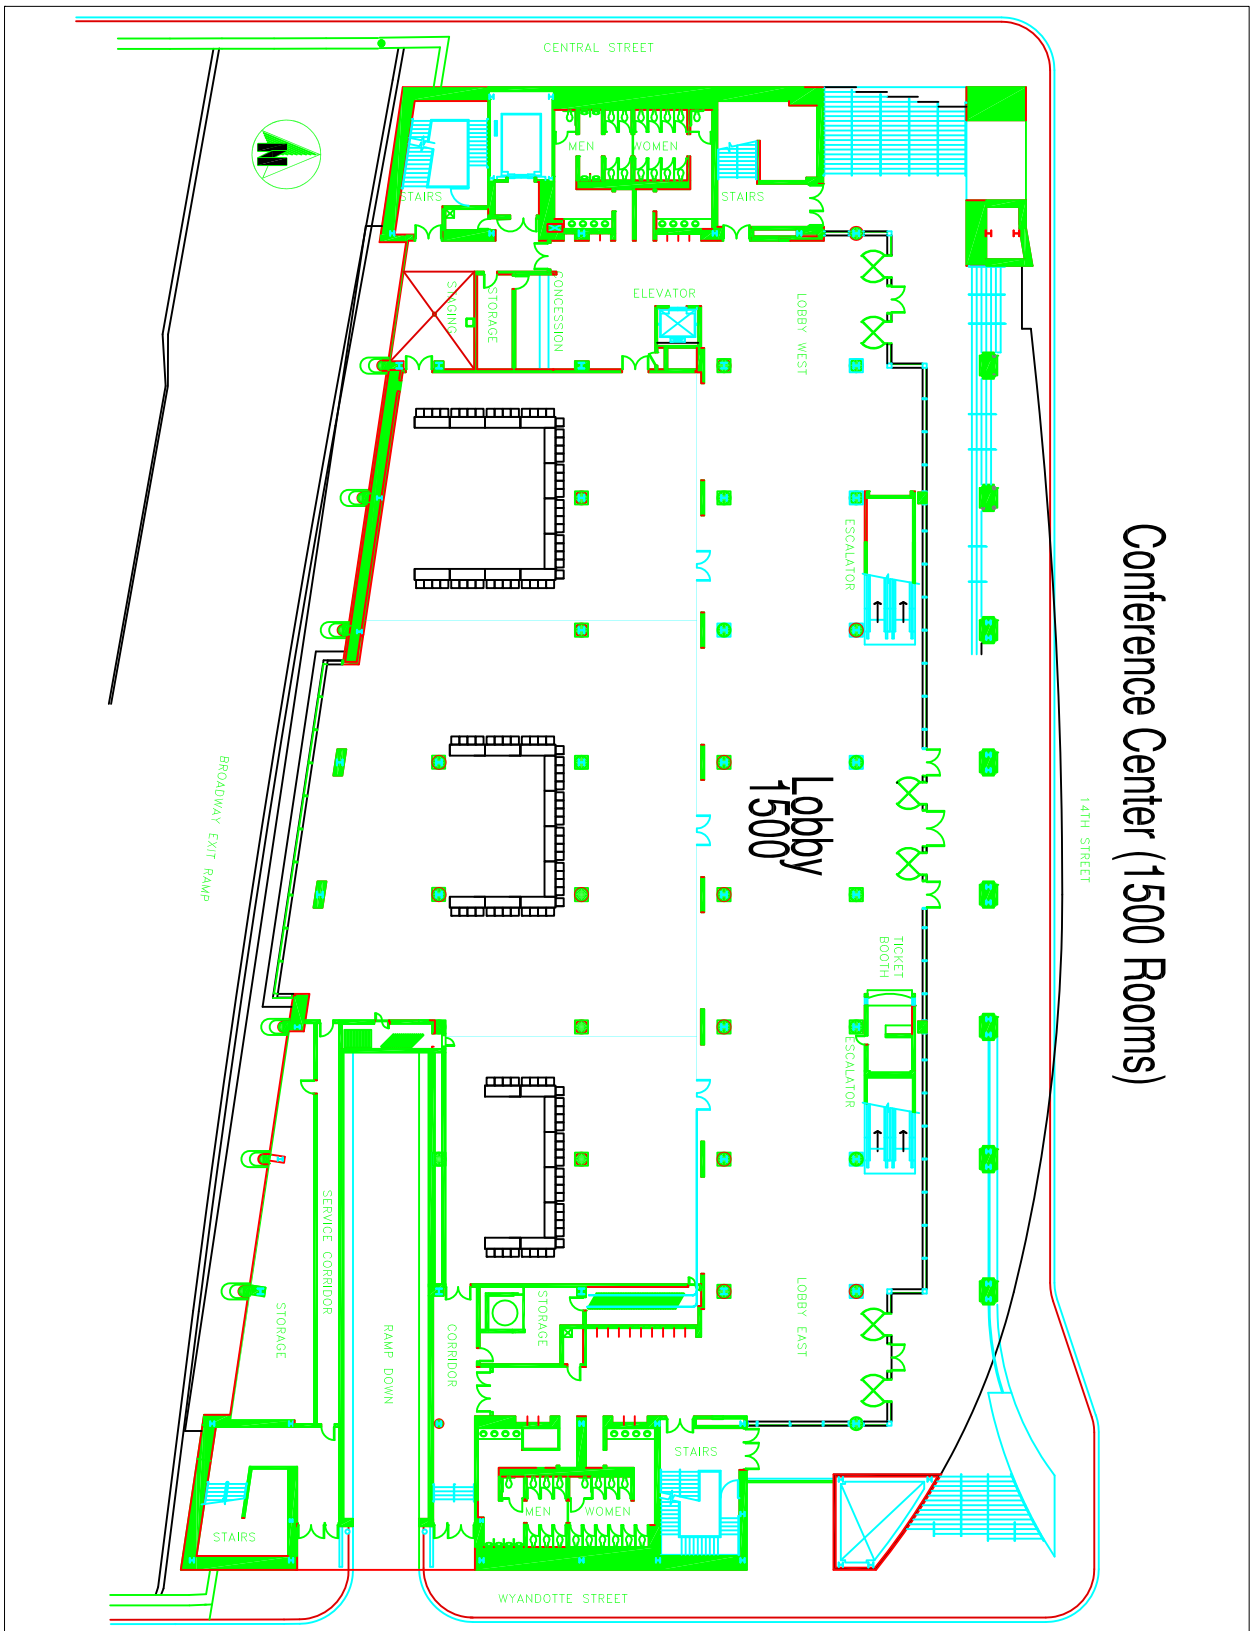 Conference Center (1500 Rooms)
CENTRAL STREET
N
MEN
WOMEN
STAIRS
STAIRS
STAGING
STORAGE
CONCESSION
ELEVATOR
LOBBY WEST
ESCALATOR
Lobby
1500
14TH STREET
BROADWAY EXIT RAMP
TICKET
BOOTH
ESCALATOR
SERVICE CORRIDOR
STORAGE
RAMP DOWN
CORRIDOR
STORAGE
LOBBY EAST
STAIRS
MEN
WOMEN
STAIRS
WYANDOTTE STREET